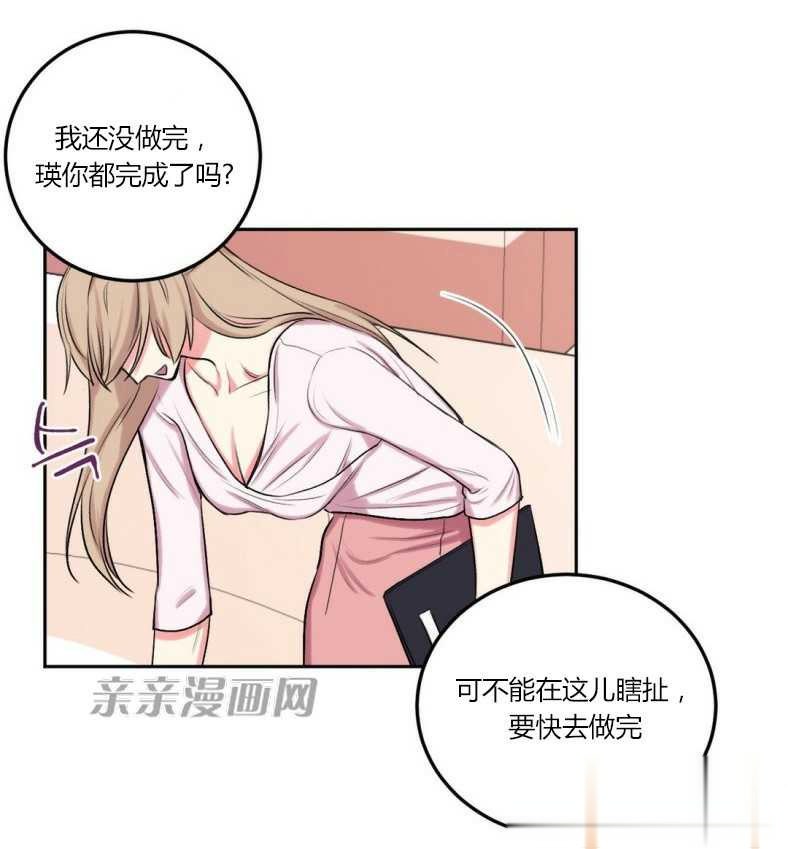 我还没做完，
瑛你都完成了吗?
亲亲漫画网
可不能在这儿瞎扯，
要快去做完